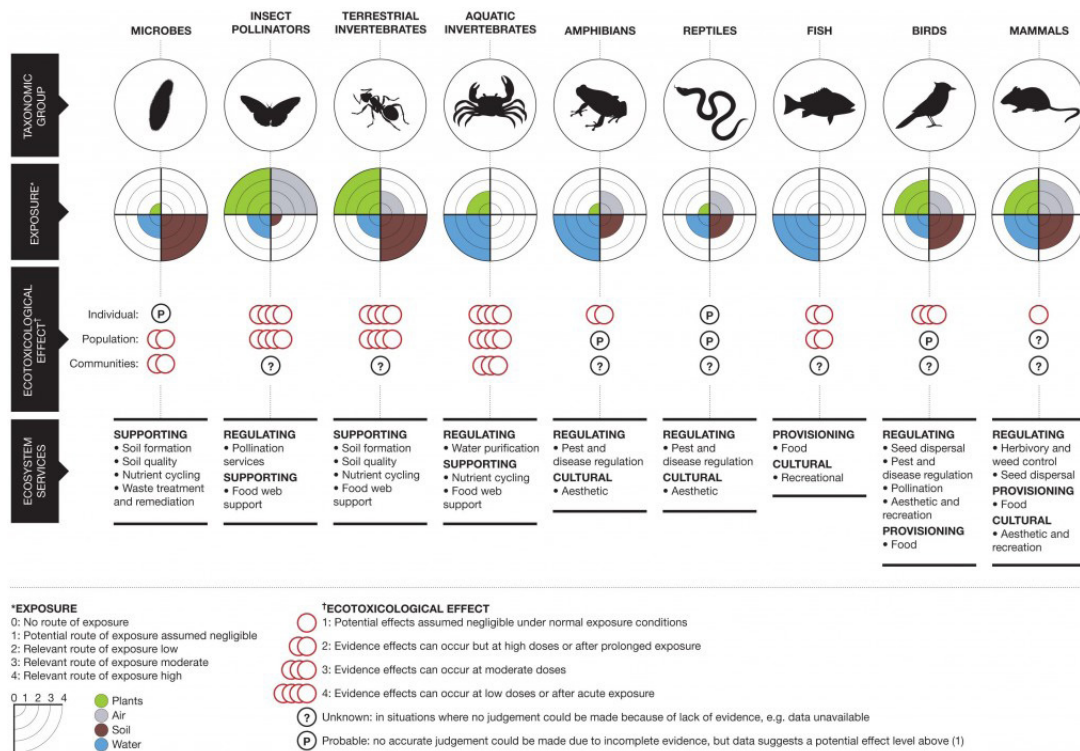 MICROBES
INSECT
POLLINATORS
TERRESTRIAL
INVERTEBRATES
AQUATIC
INVERTEBRATES
AMPHIBIANS
REPTILES
FISH
BIRDS
MAMMALS
TAXONOMIC
GROUP
EXPOSURE*
ECOTOXICOLOGICAL
EFFECT†
Individual:
P
P
Population:
P
P
P
?
Communities:
?
?
?
?
?
?
?
ECOSYSTEM
SERVICES
SUPPORTING
• Soil formation
• Soil quality
• Nutrient cycling
• Waste treatment
and remediation
REGULATING
• Pollination
services
SUPPORTING
• Food web
support
SUPPORTING
• Soil formation
• Soil quality
• Nutrient cycling
• Food web
support
REGULATING
• Water purification
SUPPORTING
• Nutrient cycling
• Food web
support
REGULATING
• Pest and
disease regulation
CULTURAL
• Aesthetic
REGULATING
• Pest and
disease regulation
CULTURAL
• Aesthetic
PROVISIONING
• Food
CULTURAL
• Recreational
REGULATING
• Seed dispersal
• Pest and
disease regulation
• Pollination
• Aesthetic and
recreation
PROVISIONING
• Food
REGULATING
• Herbivory and
weed control
• Seed dispersal
PROVISIONING
• Food
CULTURAL
• Aesthetic and
recreation
*EXPOSURE
0: No route of exposure
1: Potential route of exposure assumed negligible
2: Relevant route of exposure low
3: Relevant route of exposure moderate
4: Relevant route of exposure high
0 1 2 3 4
Plants
Air
Soil
Water
†ECOTOXICOLOGICAL EFFECT
1: Potential effects assumed negligible under normal exposure conditions
2: Evidence effects can occur but at high doses or after prolonged exposure
3: Evidence effects can occur at moderate doses
4: Evidence effects can occur at low doses or after acute exposure
? Unknown: in situations where no judgement could be made because of lack of evidence, e.g. data unavailable
P Probable: no accurate judgement could be made due to incomplete evidence, but data suggests a potential effect level above (1)